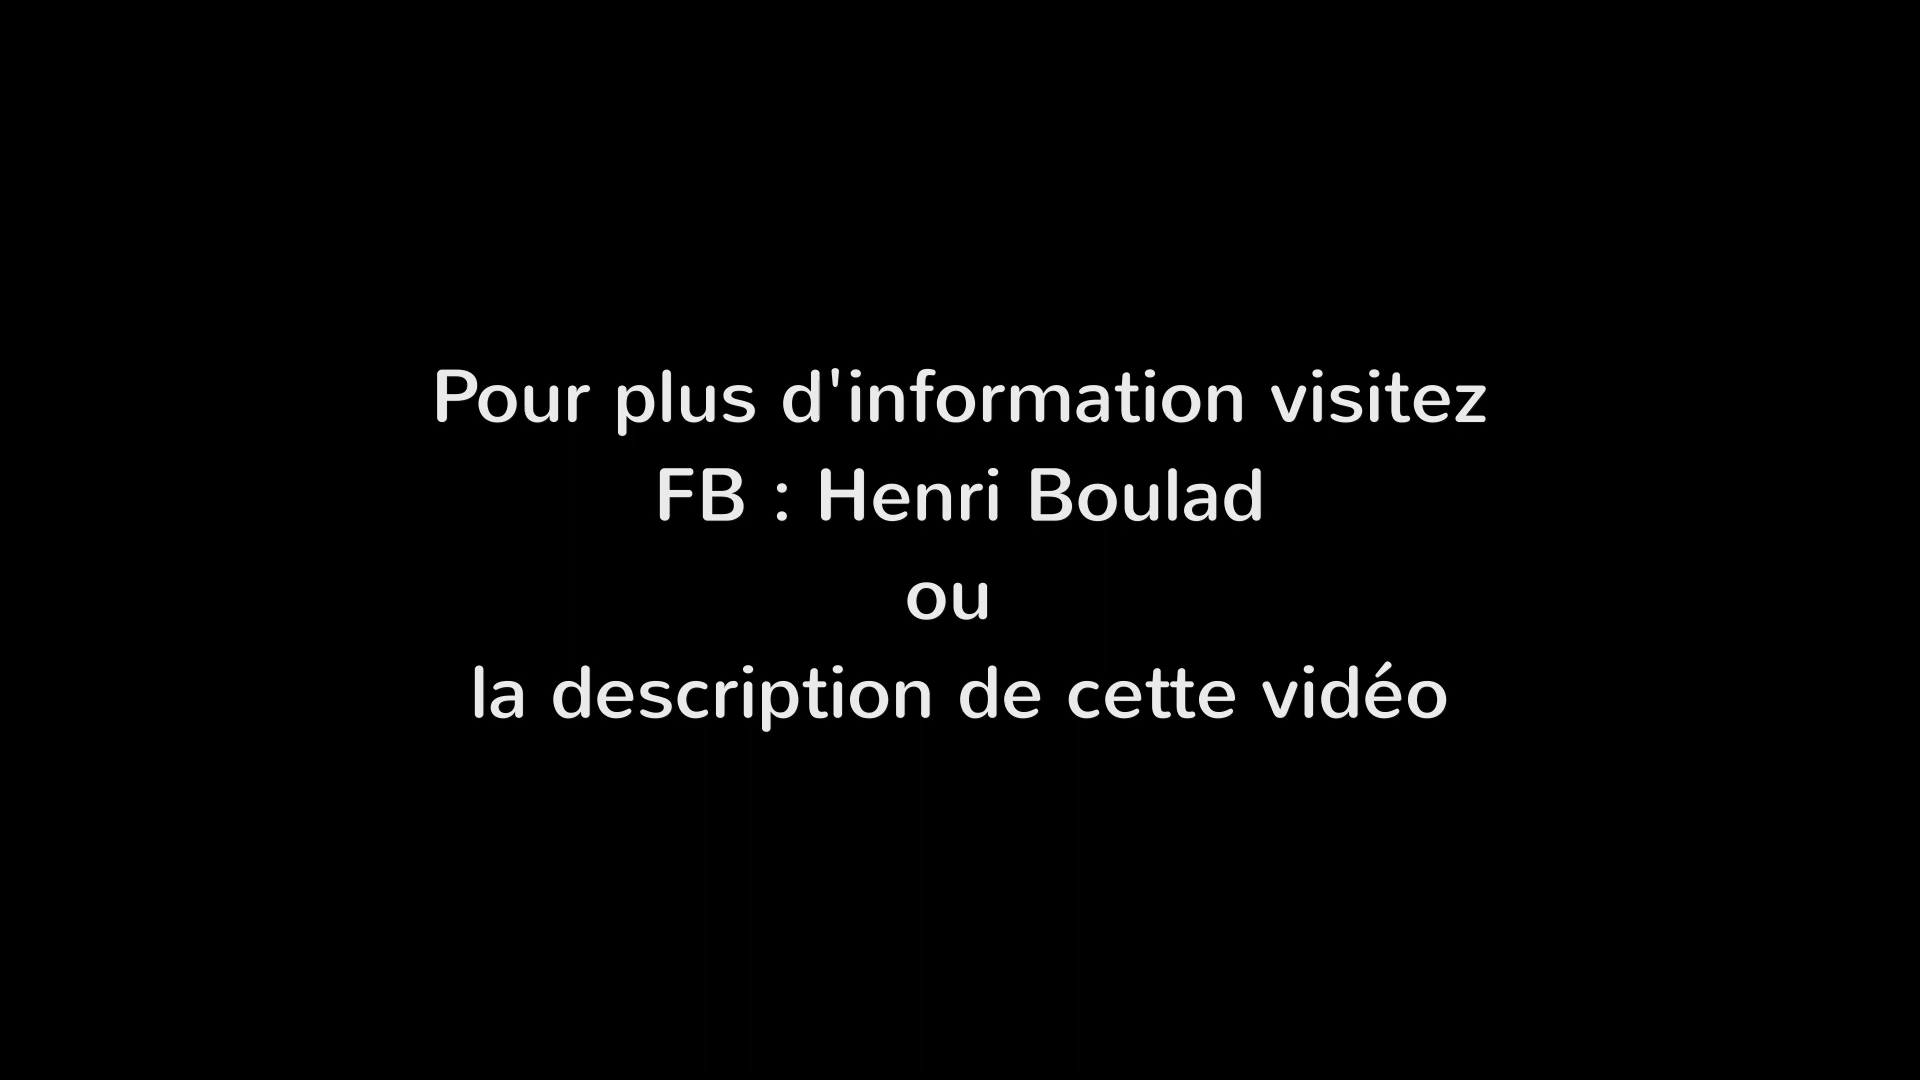 Pour plus d'information visitez
FB : Henri Boulad
ou
la description de cette vidéo